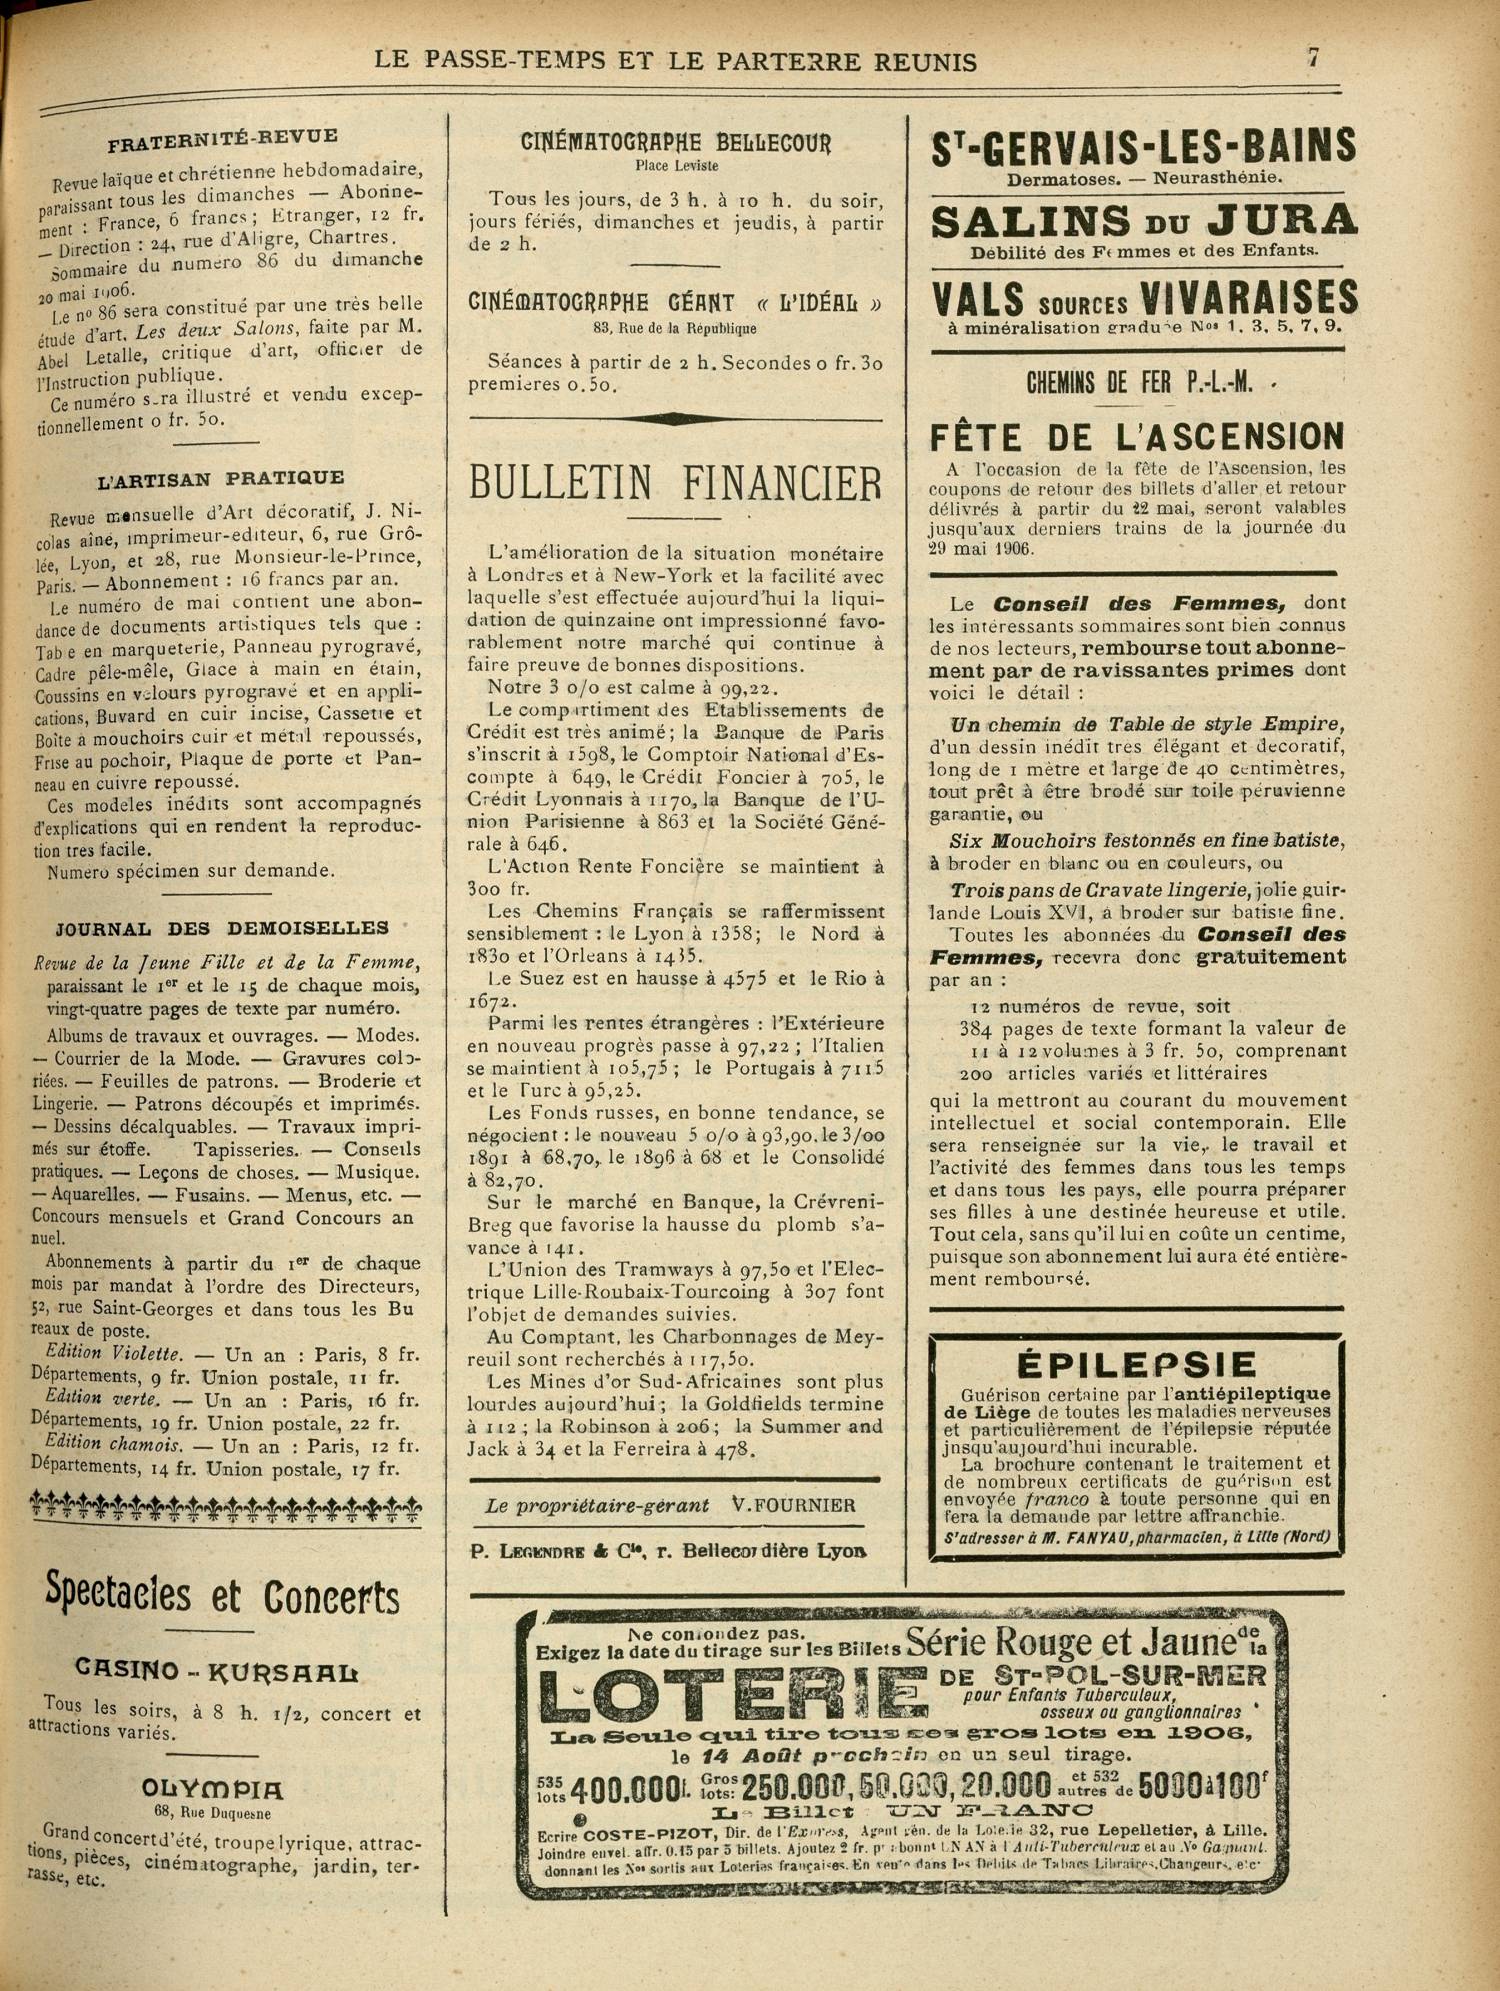 LE PASSE-TEMPS ET LE PARTERRE REUNIS
7
FRATERNITÉ-REVUE
Revue laïque et chrétienne hebdomadaire,
paraissant tous les dimanches — Abonne-
ment : France, 6 francs; Etranger, 12 fr.
— Direction : 24, rue d'Aligre, Chartres.
Sommaire du numéro 86 du dimanche
20 mai 1906.
Le nº 86 sera constitué par une très belle
étude d'art, Les deux Salons, faite par M.
Abel Letalle, critique d'art, officier de
l'Instruction publique.
Ce numéro sera illustré et vendu excep-
tionnellement 0 fr. 50.
L'ARTISAN PRATIQUE
Revue mensuelle d'Art décoratif, J. Ni-
colas aîné, imprimeur-editeur, 6, rue Grô-
lée, Lyon, et 28, rue Monsieur-le-Prince,
Paris. — Abonnement : 16 francs par an.
Le numéro de mai contient une abon-
dance de documents artistiques tels que :
Tab e en marqueterie, Panneau pyrogravé,
Cadre pêle-mêle, Glace à main en étain,
Coussins en velours pyrogravé et en appli-
cations, Buvard en cuir incise, Cassette et
Boîte à mouchoirs cuir et métal repoussés,
Frise au pochoir, Plaque de porte et Pan-
neau en cuivre repoussé.
Ces modeles inédits sont accompagnés
d'explications qui en rendent la reproduc-
tion tres facile.
Numéro spécimen sur demande.
JOURNAL DES DEMOISELLES
Revue de la Jeune Fille et de la Femme,
paraissant le 1er et le 15 de chaque mois,
vingt-quatre pages de texte par numéro.
Albums de travaux et ouvrages. — Modes.
— Courrier de la Mode. — Gravures colo-
riées. — Feuilles de patrons. — Broderie et
Lingerie. — Patrons découpés et imprimés.
— Dessins décalquables. — Travaux impri-
més sur étoffe. Tapisseries. — Conseils
pratiques. — Leçons de choses. — Musique.
— Aquarelles. — Fusains. — Menus, etc. —
Concours mensuels et Grand Concours an
nuel.
Abonnements à partir du 1er de chaque
mois par mandat à l'ordre des Directeurs,
52, rue Saint-Georges et dans tous les Bu
reaux de poste.
Edition Violette. — Un an : Paris, 8 fr.
Départements, 9 fr. Union postale, 11 fr.
Edition verte. — Un an : Paris, 16 fr.
Départements, 19 fr. Union postale, 22 fr.
Edition chamois. — Un an : Paris, 12 fr.
Départements, 14 fr. Union postale, 17 fr.
Spectacles et Concerts
CASINO - KURSAAL
Tous les soirs, à 8 h. 1/2, concert et
attractions variés.
OLYMPIA
68, Rue Duquesne
Grand concert d'été, troupe lyrique, attrac-
tions, pièces, cinématographe, jardin, ter-
rasse, etc.
CINÉMATOGRAPHE BELLECOUR
Place Leviste
Tous les jours, de 3 h. à 10 h. du soir,
jours fériés, dimanches et jeudis, à partir
de 2 h.
CINÉMATOGRAPHE GÉANT « L'IDÉAL »
83, Rue de la République
Séances à partir de 2 h. Secondes 0 fr. 30
premieres 0.50.
BULLETIN FINANCIER
L'amélioration de la situation monétaire
à Londres et à New-York et la facilité avec
laquelle s'est effectuée aujourd'hui la liqui-
dation de quinzaine ont impressionné favo-
rablement notre marché qui continue à
faire preuve de bonnes dispositions.
Notre 3 0/0 est calme à 99,22.
Le compartiment des Etablissements de
Crédit est très animé; la Banque de Paris
s'inscrit à 1598, le Comptoir National d'Es-
compte à 649, le Crédit Foncier à 705, le
Crédit Lyonnais à 1170, la Banque de l'U-
nion Parisienne à 863 et la Société Géné-
rale à 646.
L'Action Rente Foncière se maintient à
300 fr.
Les Chemins Français se raffermissent
sensiblement : le Lyon à 1358; le Nord à
1830 et l'Orleans à 1435.
Le Suez est en hausse à 4575 et le Rio à
1672.
Parmi les rentes étrangères : l'Extérieure
en nouveau progrès passe à 97,22; l'Italien
se maintient à 105,75; le Portugais à 7115
et le Turc à 95,25.
Les Fonds russes, en bonne tendance, se
négocient : le nouveau 5 0/0 à 93,90. le 3/00
1891 à 68,70, le 1896 à 68 et le Consolidé
à 82,70.
Sur le marché en Banque, la Crévreni-
Breg que favorise la hausse du plomb s'a-
vance à 141.
L'Union des Tramways à 97,50 et l'Elec-
trique Lille-Roubaix-Tourcoing à 307 font
l'objet de demandes suivies.
Au Comptant, les Charbonnages de Mey-
reuil sont recherchés à 117,50.
Les Mines d'or Sud-Africaines sont plus
lourdes aujourd'hui; la Goldfields termine
à 112; la Robinson à 206; la Summer and
Jack à 34 et la Ferreira à 478.
Le propriétaire-gérant V. FOURNIER
P. LEGENDRE & Cie, r. Bellecordière Lyon
ST-GERVAIS-LES-BAINS
Dermatoses. — Neurasthénie.
SALINS DU JURA
Debilité des Femmes et des Enfants.
VALS SOURCES VIVARAISES
à minéralisation graduée Nos 1, 3, 5, 7, 9.
CHEMINS DE FER P.-L.-M.
FÊTE DE L'ASCENSION
A l'occasion de la fête de l'Ascension, les
coupons de retour des billets d'aller et retour
délivrés à partir du 22 mai, seront valables
jusqu'aux derniers trains de la journée du
29 mai 1906.
Le Conseil des Femmes, dont
les intéressants sommaires sont bien connus
de nos lecteurs, rembourse tout abonne-
ment par de ravissantes primes dont
voici le détail :
Un chemin de Table de style Empire,
d'un dessin inédit tres élégant et decoratif,
long de 1 mètre et large de 40 centimètres,
tout prêt à être brodé sur toile péruvienne
garantie, ou
Six Mouchoirs festonnés en fine batiste,
à broder en blanc ou en couleurs, ou
Trois pans de Cravate lingerie, jolie guir-
lande Louis XVI, à broder sur batiste fine.
Toutes les abonnées du Conseil des
Femmes, recevra donc gratuitement
par an :
12 numéros de revue, soit
384 pages de texte formant la valeur de
11 à 12 volumes à 3 fr. 50, comprenant
200 articles variés et littéraires
qui la mettront au courant du mouvement
intellectuel et social contemporain. Elle
sera renseignée sur la vie, le travail et
l'activité des femmes dans tous les temps
et dans tous les pays, elle pourra préparer
ses filles à une destinée heureuse et utile.
Tout cela, sans qu'il lui en coûte un centime,
puisque son abonnement lui aura été entière-
ment remboursé.
ÉPILEPSIE
Guérison certaine par l'antiépileptique
de Liège de toutes les maladies nerveuses
et particulièrement de l'épilepsie réputée
jnsqu'aujourd'hui incurable.
La brochure contenant le traitement et
de nombreux certificats de guérison est
envoyée franco à toute personne qui en
fera la demande par lettre affranchie.
S'adresser à M. FANYAU, pharmacien, à Lille (Nord)
Ne confondez pas.
Exigez la date du tirage sur les Billets Série Rouge et Jaune de la
LOTERIE DE ST-POL-SUR-MER
pour Enfants Tuberculeux,
osseux ou ganglionnaires
La Seule qui tire tous ses gros lots en 1906,
le 14 Août prochain en un seul tirage.
535 lots 400.000f. Gros lots: 250.000, 50.000, 20.000 et 532 autres de 5000 à 100f
Le Billet : UN FRANC
Ecrire COSTE-PIZOT, Dir. de l'Express, Agent gén. de la Loterie 32, rue Lepelletier, à Lille.
Joindre envel. affr. 0.15 par 5 billets. Ajoutez 2 fr. pr abonnt UN AN à l'Anti-Tuberculeux et au No Gagnant.
donnant les Nos sortis aux Loteries françaises. En vente dans les Débits de Tabacs Libraires, Changeurs, etc.